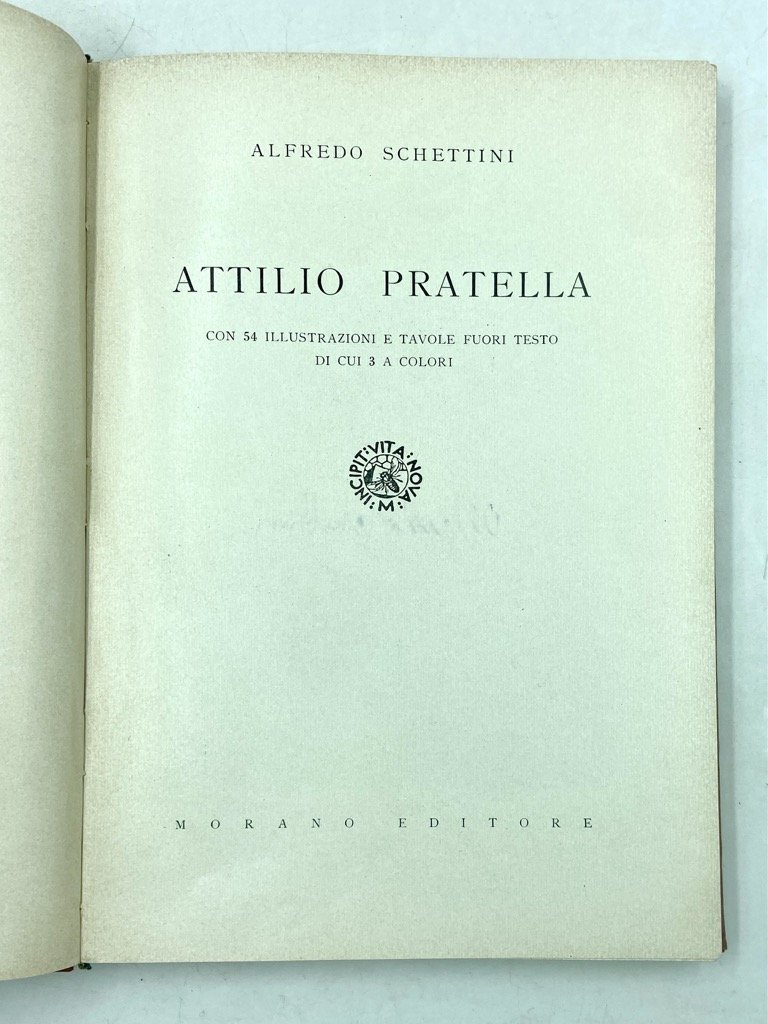 ALFREDO SCHETTINI
ATTILIO PRATELLA
CON 54 ILLUSTRAZIONI E TAVOLE FUORI TESTO
DI CUI 3 A COLORI
INCIPIT:VITA:NOVA:M:
MORANO EDITORE